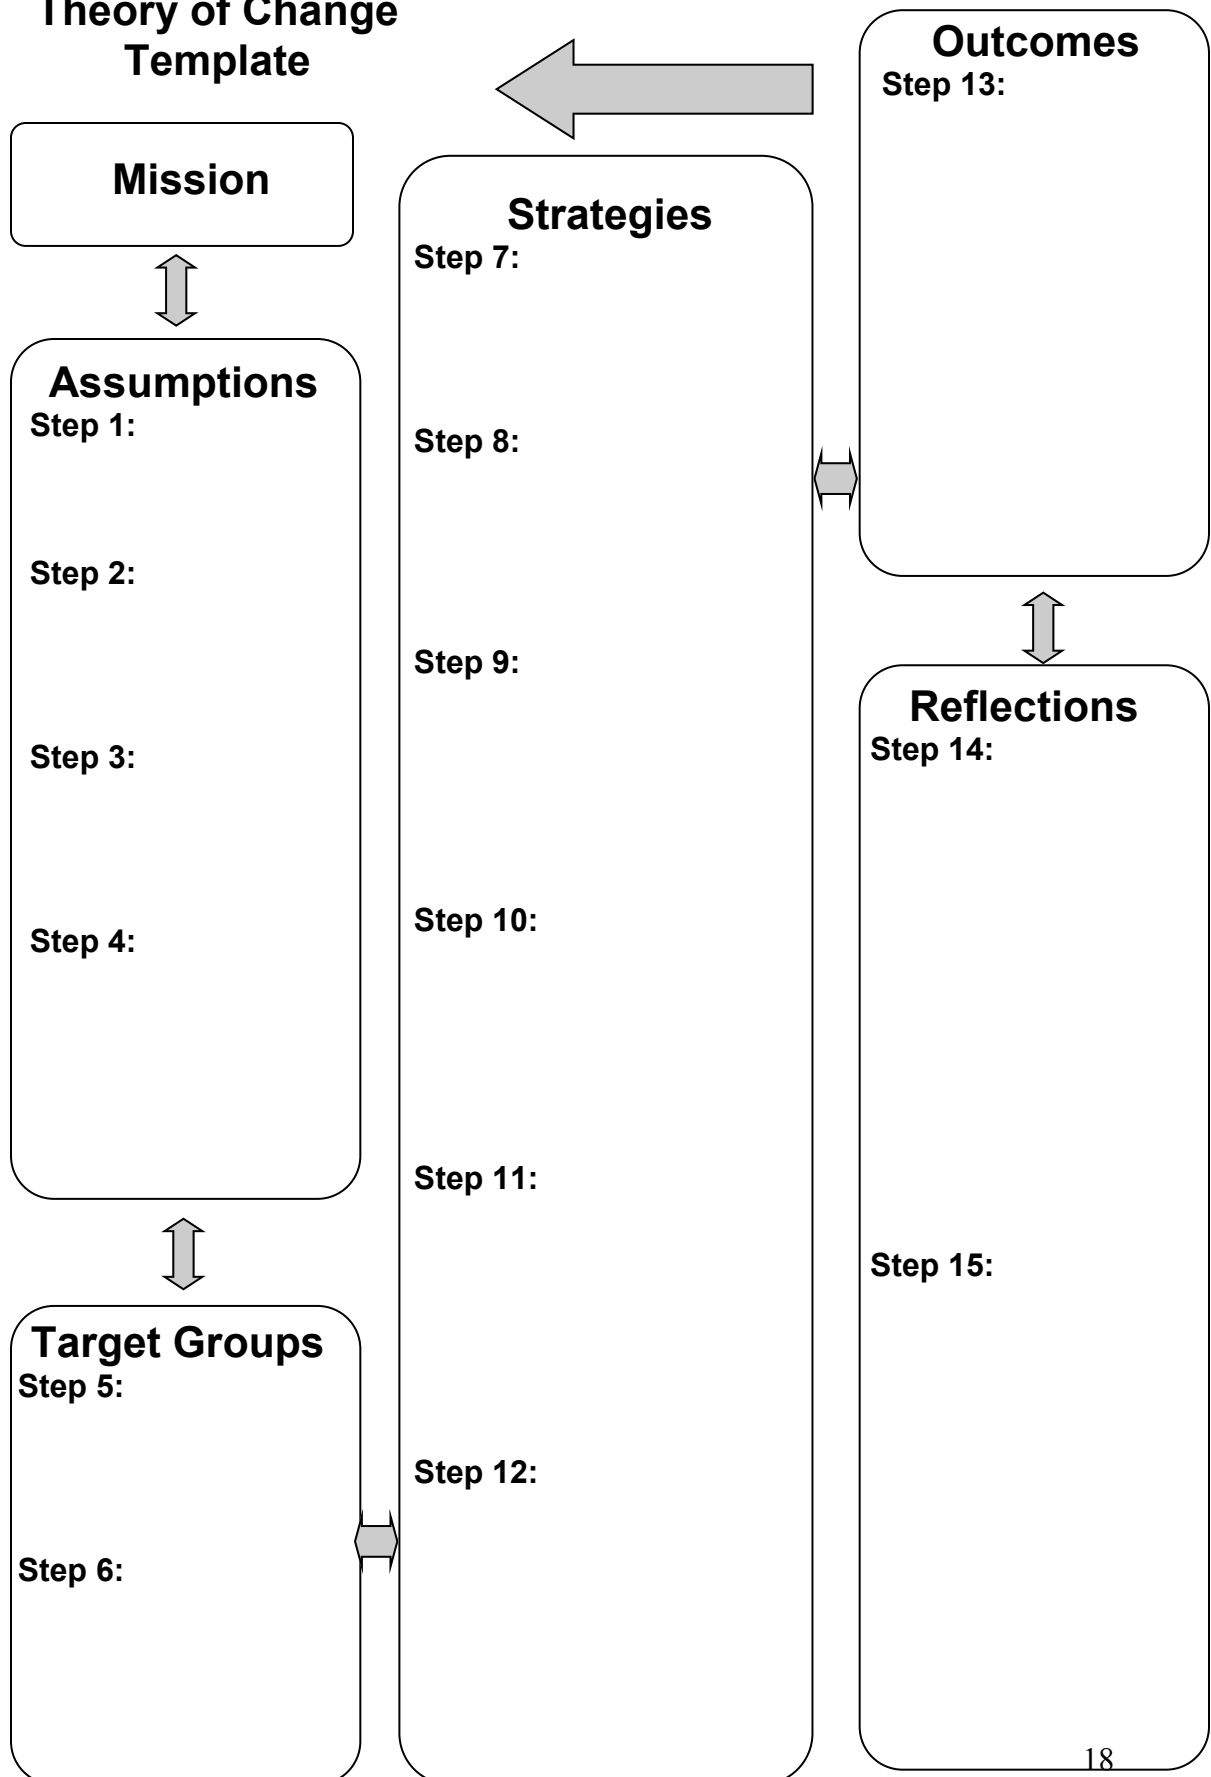 Theory of Change
Template
Mission
Assumptions
Step 1:
Step 2:
Step 3:
Step 4:
Target Groups
Step 5:
Step 6:
Strategies
Step 7:
Step 8:
Step 9:
Step 10:
Step 11:
Step 12:
Outcomes
Step 13:
Reflections
Step 14:
Step 15:
18